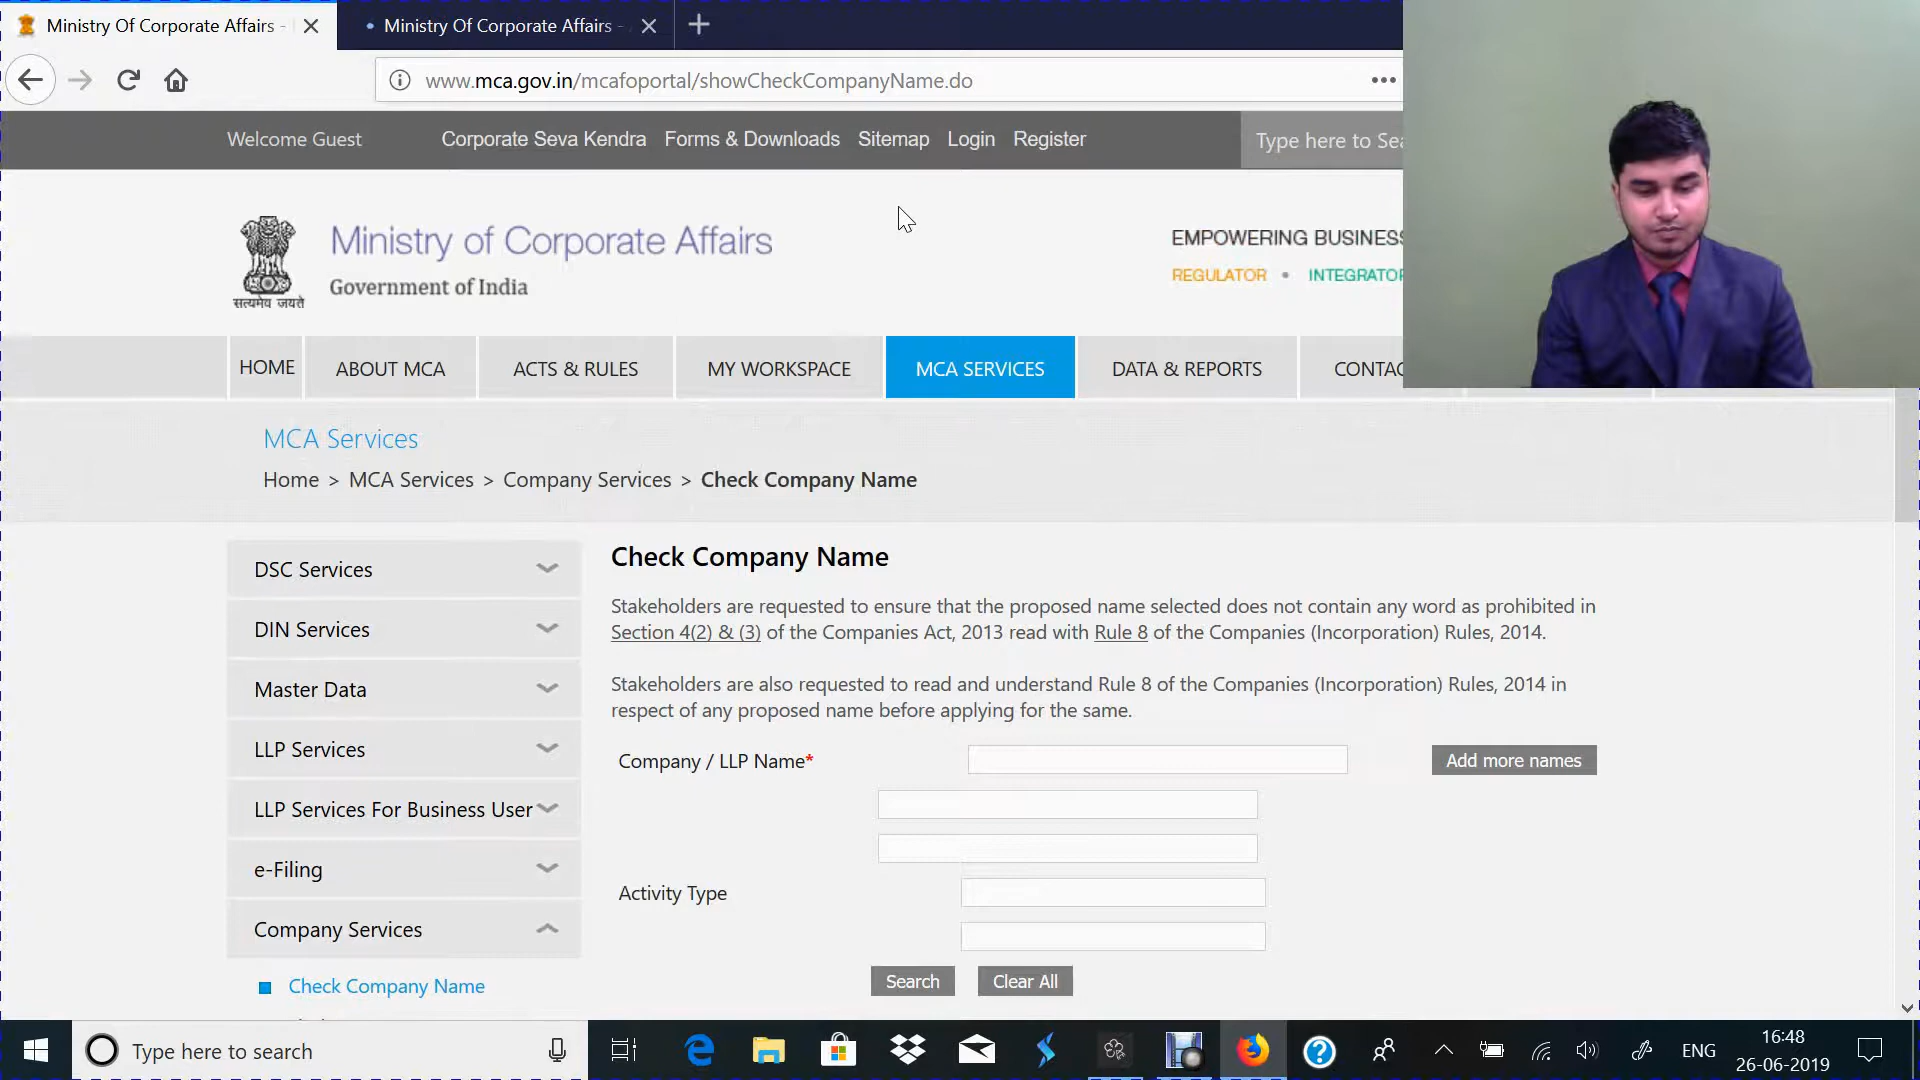 Ministry Of Corporate Affairs -
Ministry Of Corporate Affairs -
www.mca.gov.in/mcafoportal/showCheckCompanyName.do
Welcome Guest
Corporate Seva Kendra
Forms & Downloads
Sitemap
Login
Register
Type here to Sea
Ministry of Corporate Affairs
EMPOWERING BUSINESS
Government of India
REGULATOR • INTEGRATOR
सत्यमेव जयते
HOME
ABOUT MCA
ACTS & RULES
MY WORKSPACE
MCA SERVICES
DATA & REPORTS
CONTAC
MCA Services
Home > MCA Services > Company Services > Check Company Name
DSC Services
DIN Services
Master Data
LLP Services
LLP Services For Business User
e-Filing
Company Services
Check Company Name
Check Company Name
Stakeholders are requested to ensure that the proposed name selected does not contain any word as prohibited in
Section 4(2) & (3) of the Companies Act, 2013 read with Rule 8 of the Companies (Incorporation) Rules, 2014.
Stakeholders are also requested to read and understand Rule 8 of the Companies (Incorporation) Rules, 2014 in
respect of any proposed name before applying for the same.
Company / LLP Name*
Add more names
Activity Type
Search
Clear All
Type here to search
ENG
16:48
26-06-2019